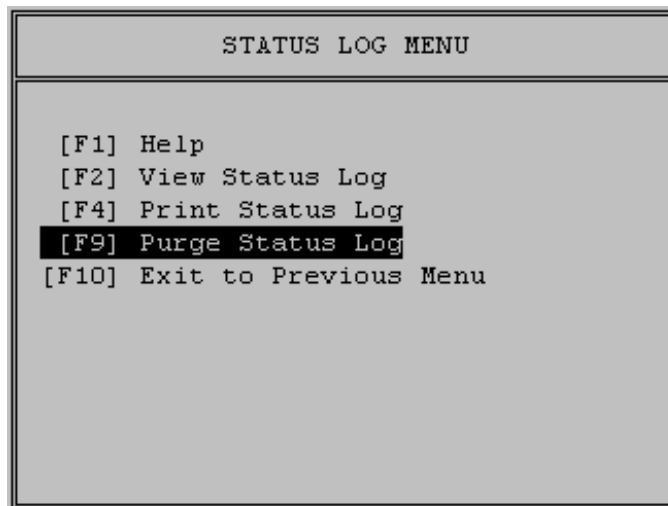 STATUS LOG MENU
[F1] Help
[F2] View Status Log
[F4] Print Status Log
[F9] Purge Status Log
[F10] Exit to Previous Menu